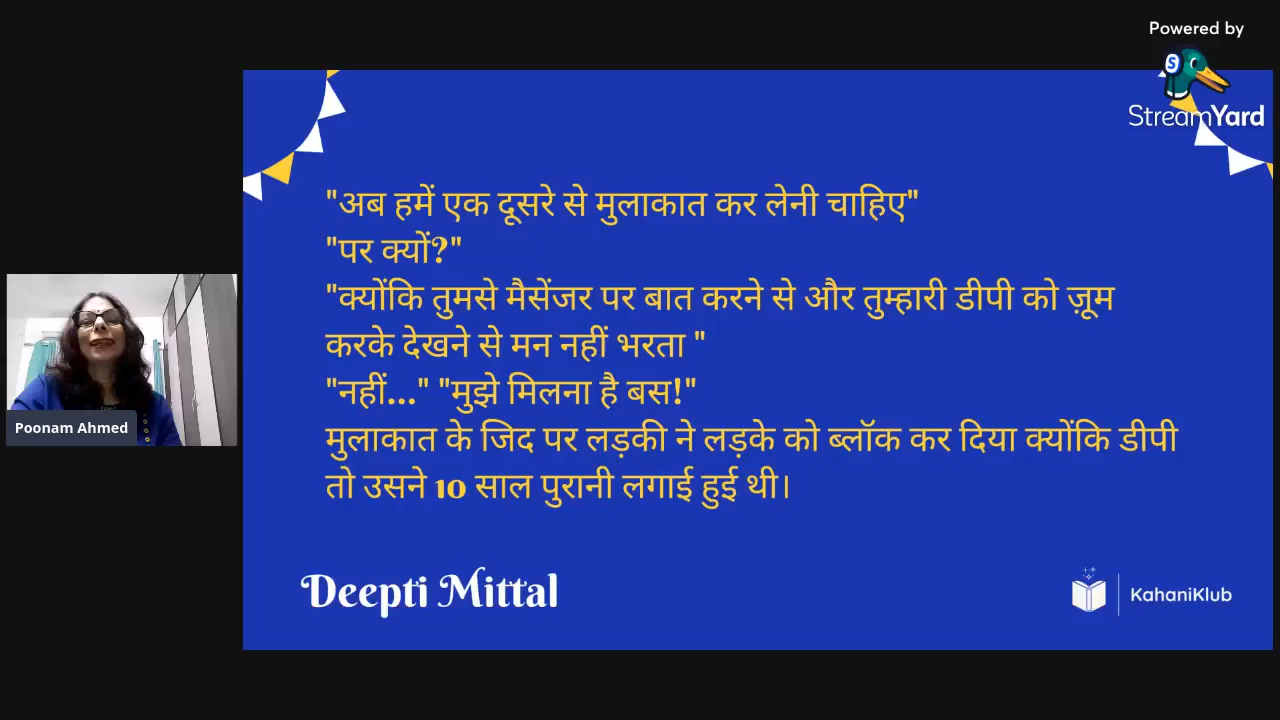 Powered by
StreamYard
"अब हमें एक दूसरे से मुलाकात कर लेनी चाहिए"
"पर क्यों?"
"क्योंकि तुमसे मैसेंजर पर बात करने से और तुम्हारी डीपी को ज़ूम
करके देखने से मन नहीं भरता "
"नहीं..." "मुझे मिलना है बस!"
मुलाकात के जिद पर लड़की ने लड़के को ब्लॉक कर दिया क्योंकि डीपी
तो उसने 10 साल पुरानी लगाई हुई थी।
Poonam Ahmed
Deepti Mittal
KahaniKlub